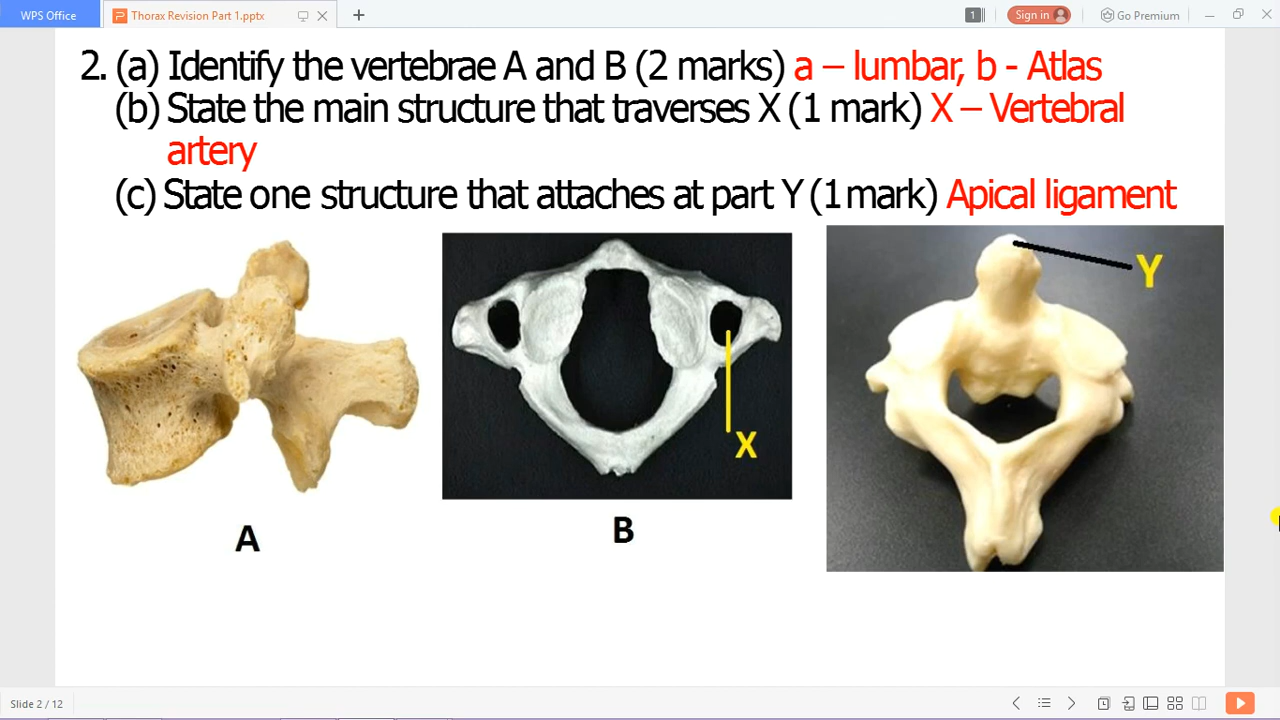 WPS Office
Thorax Revision Part 1.pptx
1
Sign in
Go Premium
2. (a) Identify the vertebrae A and B (2 marks) a – lumbar, b - Atlas
(b) State the main structure that traverses X (1 mark) X – Vertebral
artery
(c) State one structure that attaches at part Y (1mark) Apical ligament
Y
X
A
B
Slide 2 / 12